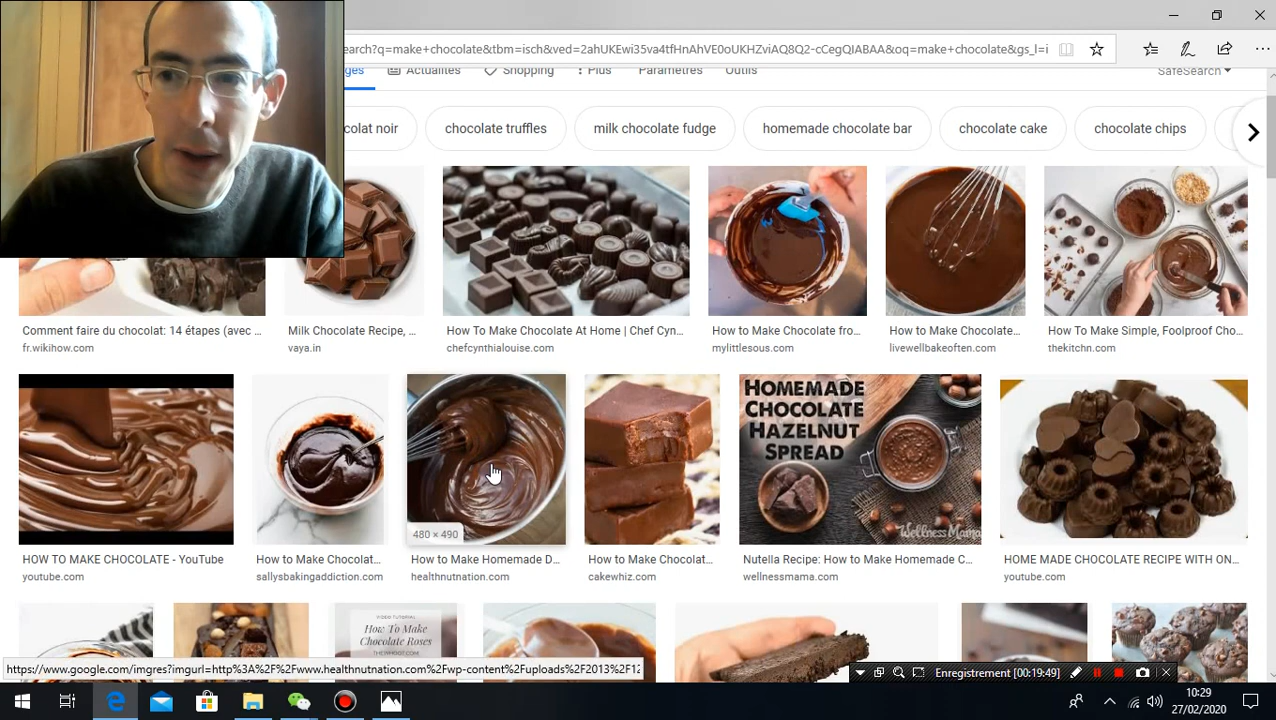 search?q=make+chocolate&tbm=isch&ved=2ahUKEwi35va4tfHnAhVE0oUKHZviAQ8Q2-cCegQIABAA&oq=make+chocolate&gs_l=i
ges Actualités Shopping Plus Paramètres Outils SafeSearch
colat noir
chocolate truffles
milk chocolate fudge
homemade chocolate bar
chocolate cake
chocolate chips
Comment faire du chocolat: 14 étapes (avec ...
fr.wikihow.com
Milk Chocolate Recipe, ...
vaya.in
How To Make Chocolate At Home | Chef Cyn...
chefcynthialouise.com
How to Make Chocolate fro...
mylittlesous.com
How to Make Chocolate...
livewellbakeoften.com
How To Make Simple, Foolproof Cho...
thekitchn.com
HOMEMADE
CHOCOLATE
HAZELNUT
SPREAD
Wellness Mama
480 × 490
HOW TO MAKE CHOCOLATE - YouTube
youtube.com
How to Make Chocolat...
sallysbakingaddiction.com
How to Make Homemade D...
healthnutnation.com
How to Make Chocolat...
cakewhiz.com
Nutella Recipe: How to Make Homemade C...
wellnessmama.com
HOME MADE CHOCOLATE RECIPE WITH ON...
youtube.com
VIDEO TUTORIAL
How To Make
Chocolate Roses
https://www.google.com/imgres?imgurl=http%3A%2F%2Fwww.healthnutnation.com%2Fwp-content%2Fuploads%2F2013%2F12
Enregistrement [00:19:49]
10:29
27/02/2020